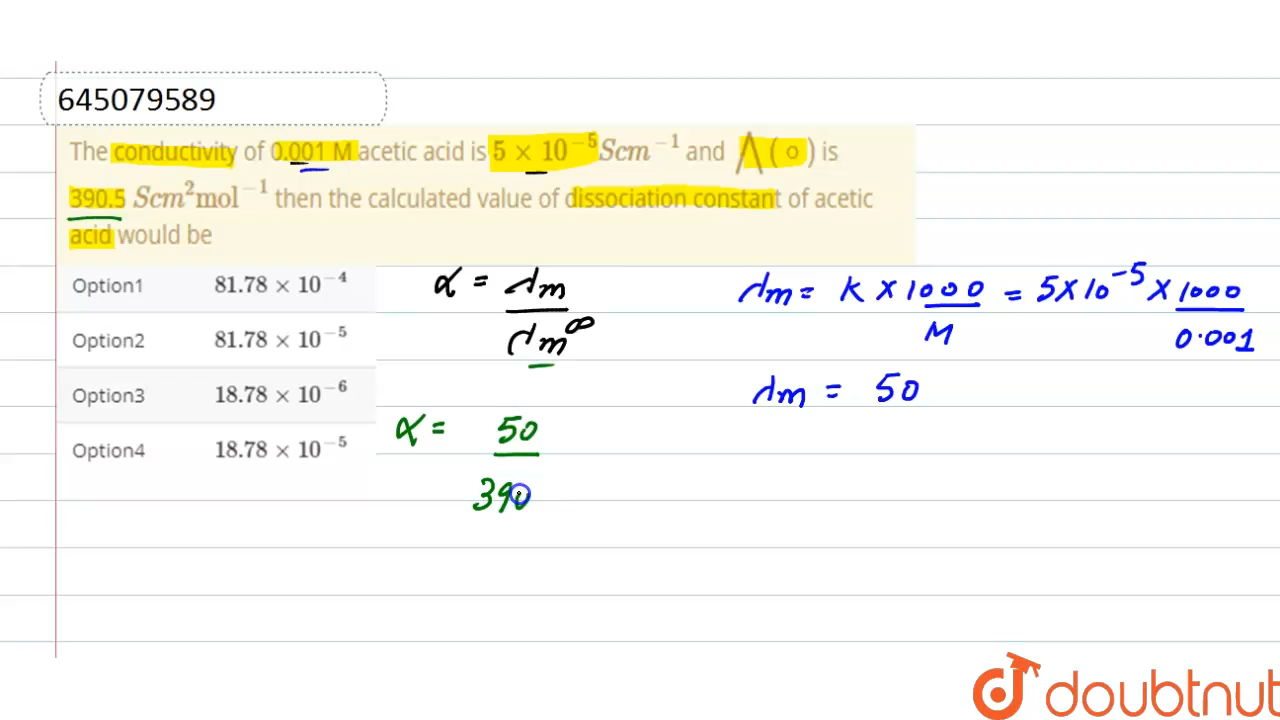 645079589
The conductivity of 0.001 M acetic acid is 5 × 10⁻⁵ Scm⁻¹ and Λ(∘) is
390.5 Scm²mol⁻¹ then the calculated value of dissociation constant of acetic
acid would be
Option1 81.78 × 10⁻⁴
Option2 81.78 × 10⁻⁵
Option3 18.78 × 10⁻⁶
Option4 18.78 × 10⁻⁵
α = λm / λm^∞
λm = K × 1000 / M = 5 × 10⁻⁵ × 1000 / 0.001
λm = 50
α = 50 / 390
doubtnut